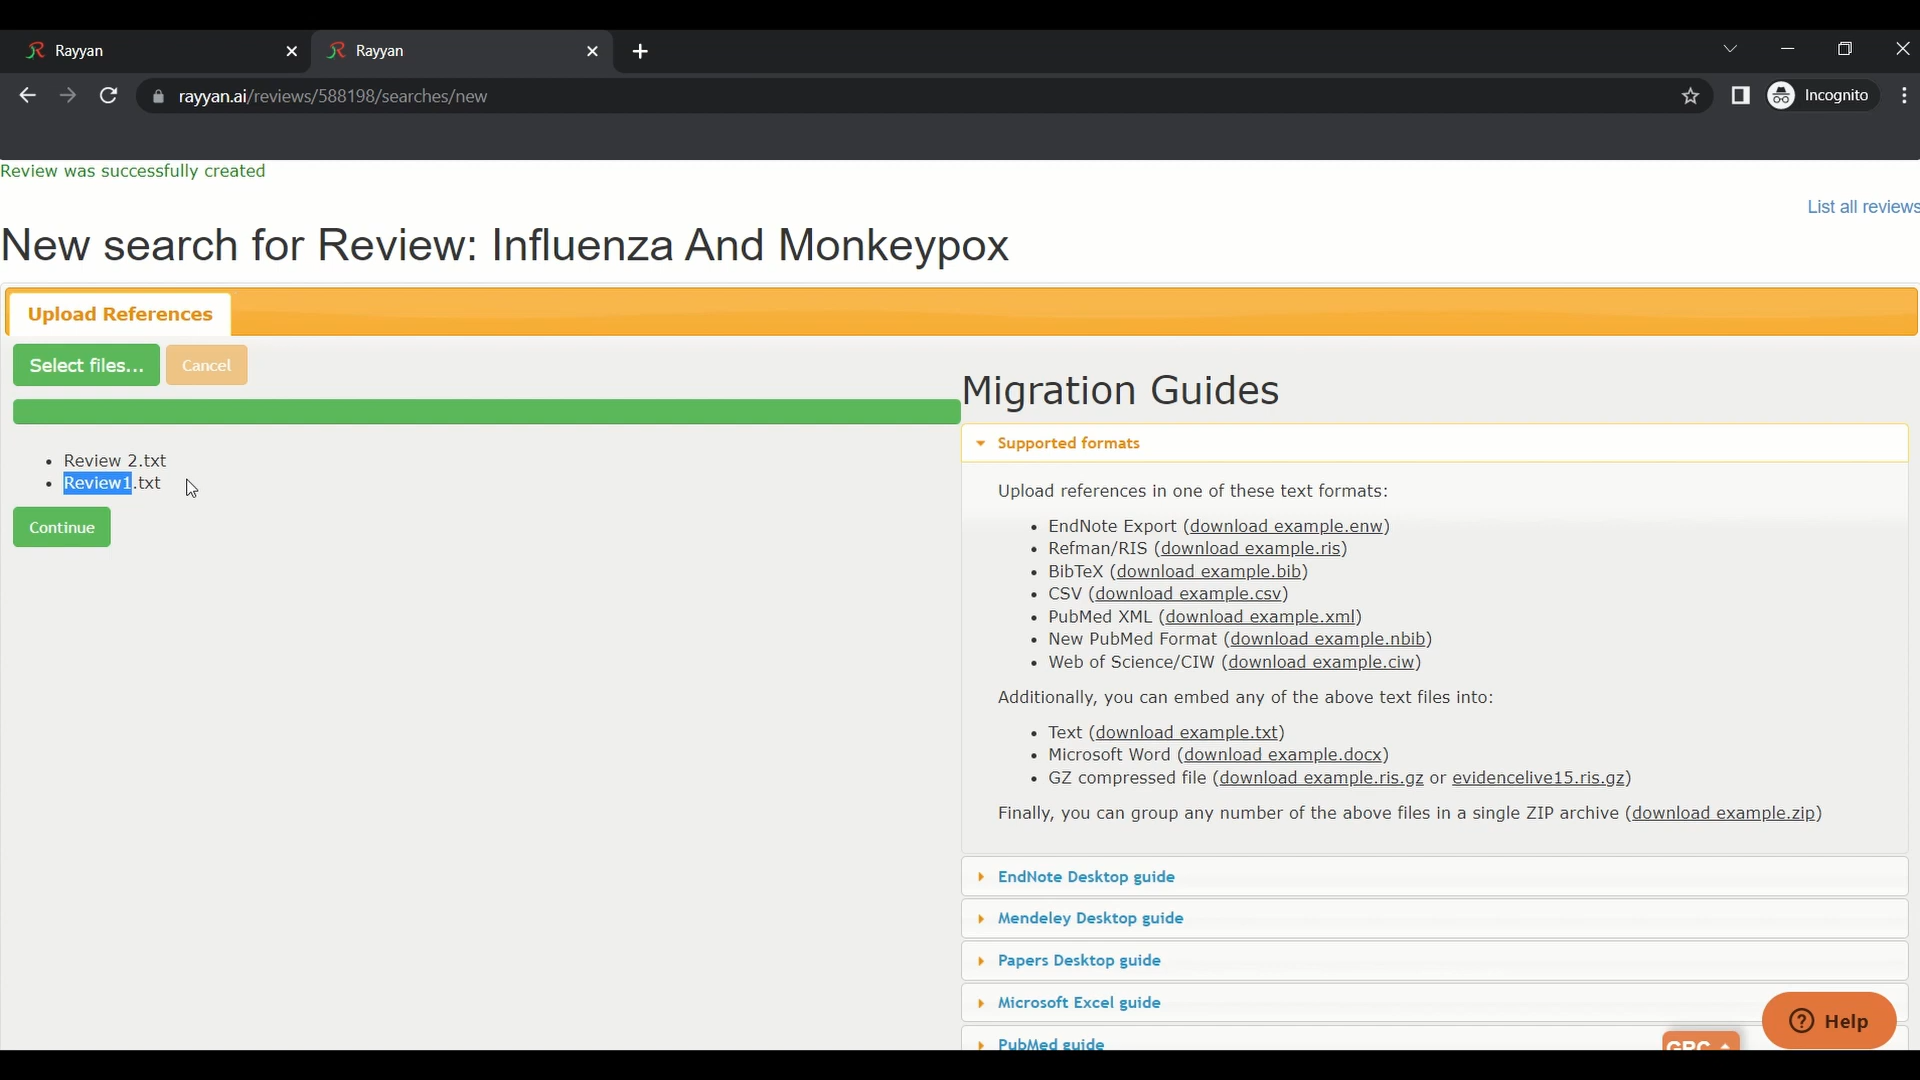 Rayyan
Rayyan
rayyan.ai/reviews/588198/searches/new
Incognito
Review was successfully created
List all reviews
New search for Review: Influenza And Monkeypox
Upload References
Select files...
Cancel
Migration Guides
Supported formats
Review 2.txt
Review1.txt
Continue
Upload references in one of these text formats:
EndNote Export (download example.enw)
Refman/RIS (download example.ris)
BibTeX (download example.bib)
CSV (download example.csv)
PubMed XML (download example.xml)
New PubMed Format (download example.nbib)
Web of Science/CIW (download example.ciw)
Additionally, you can embed any of the above text files into:
Text (download example.txt)
Microsoft Word (download example.docx)
GZ compressed file (download example.ris.gz or evidencelive15.ris.gz)
Finally, you can group any number of the above files in a single ZIP archive (download example.zip)
EndNote Desktop guide
Mendeley Desktop guide
Papers Desktop guide
Microsoft Excel guide
PubMed guide
Help